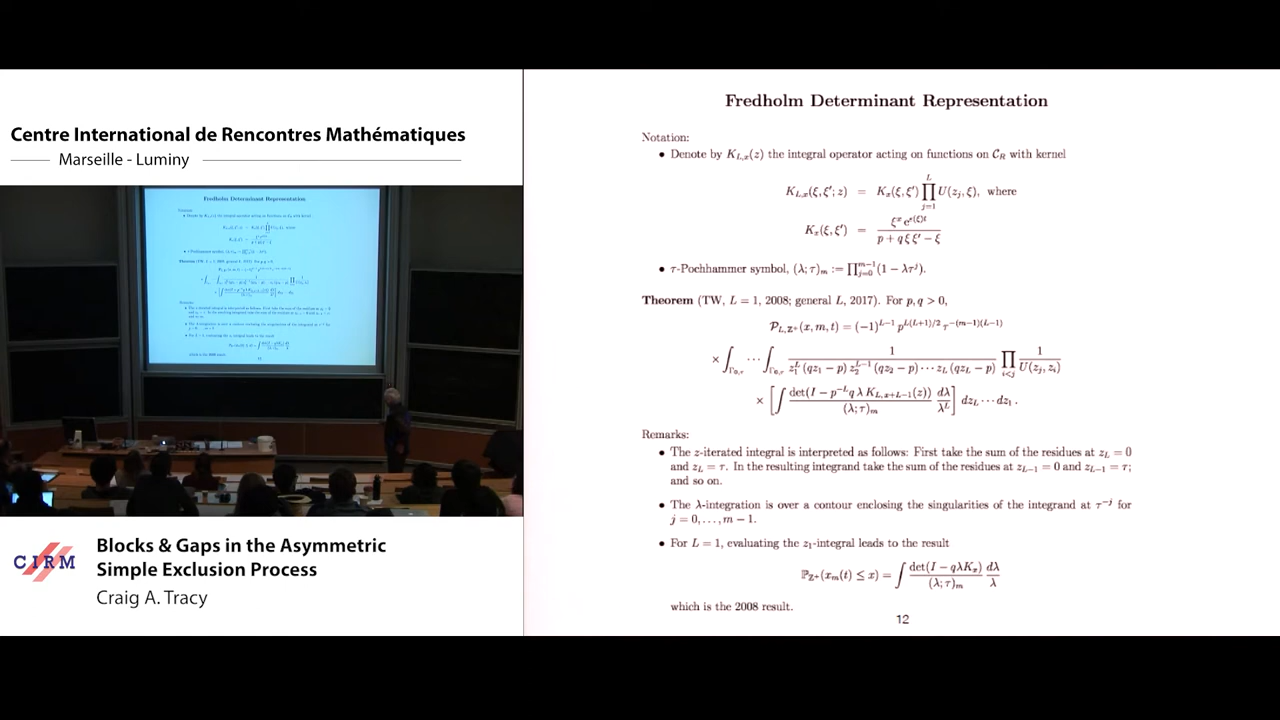 Centre International de Rencontres Mathématiques
Marseille - Luminy
CIRM
Blocks & Gaps in the Asymmetric
Simple Exclusion Process
Craig A. Tracy
Fredholm Determinant Representation
Notation:
• Denote by K_{L,x}(z) the integral operator acting on functions on 𝒞_R with kernel
K_{L,x}(ξ, ξ′; z) = K_x(ξ, ξ′) ∏_{j=1}^{L} U(z_j, ξ), where
K_x(ξ, ξ′) = \frac{ξ^x e^{ε(ξ)t}}{p + qξξ′ − ξ}
• τ-Pochhammer symbol, (λ; τ)_m := ∏_{j=0}^{m−1}(1 − λτ^j).
Theorem (TW, L = 1, 2008; general L, 2017). For p, q > 0,
𝒫_{L,ℤ⁺}(x, m, t) = (−1)^{L−1} p^{L(L+1)/2} τ^{−(m−1)(L−1)}
× ∫_{Γ_{0,τ}} ⋯ ∫_{Γ_{0,τ}} \frac{1}{z_1^L (qz_1 − p) z_2^{L−1} (qz_2 − p) ⋯ z_L (qz_L − p)} ∏_{i<j} \frac{1}{U(z_j, z_i)}
× [∫ \frac{det(I − p^{−L}q λ K_{L,x+L−1}(z))}{(λ; τ)_m} \frac{dλ}{λ^L}] dz_L ⋯ dz_1 .
Remarks:
• The z-iterated integral is interpreted as follows: First take the sum of the residues at z_L = 0
and z_L = τ. In the resulting integrand take the sum of the residues at z_{L−1} = 0 and z_{L−1} = τ;
and so on.
• The λ-integration is over a contour enclosing the singularities of the integrand at τ^{−j} for
j = 0, . . . , m − 1.
• For L = 1, evaluating the z_1-integral leads to the result
ℙ_{ℤ⁺}(x_m(t) ≤ x) = ∫ \frac{det(I − qλK_x)}{(λ; τ)_m} \frac{dλ}{λ}
which is the 2008 result.
12